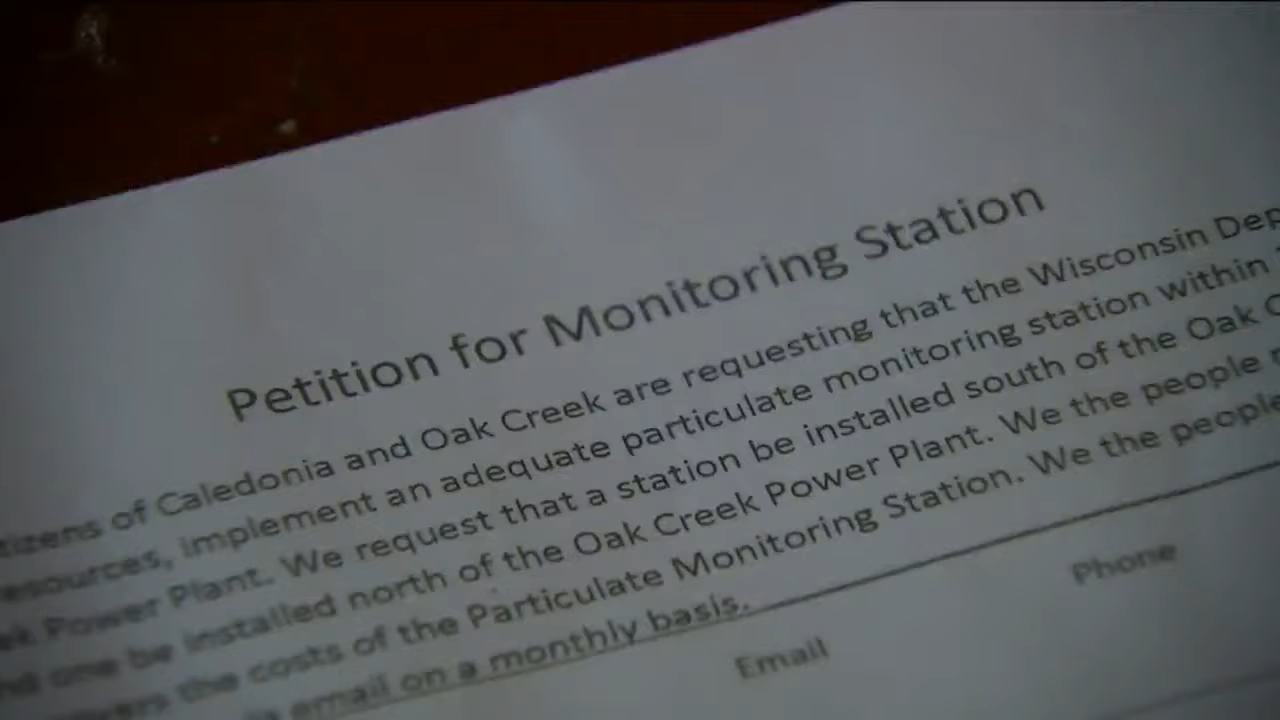 Petition for Monitoring Station
tizens of Caledonia and Oak Creek are requesting that the Wisconsin Dep
esources, implement an adequate particulate monitoring station within
ek Power Plant. We request that a station be installed south of the Oak C
nd one be installed north of the Oak Creek Power Plant. We the people
overs the costs of the Particulate Monitoring Station. We the people
email on a monthly basis.
Email Phone